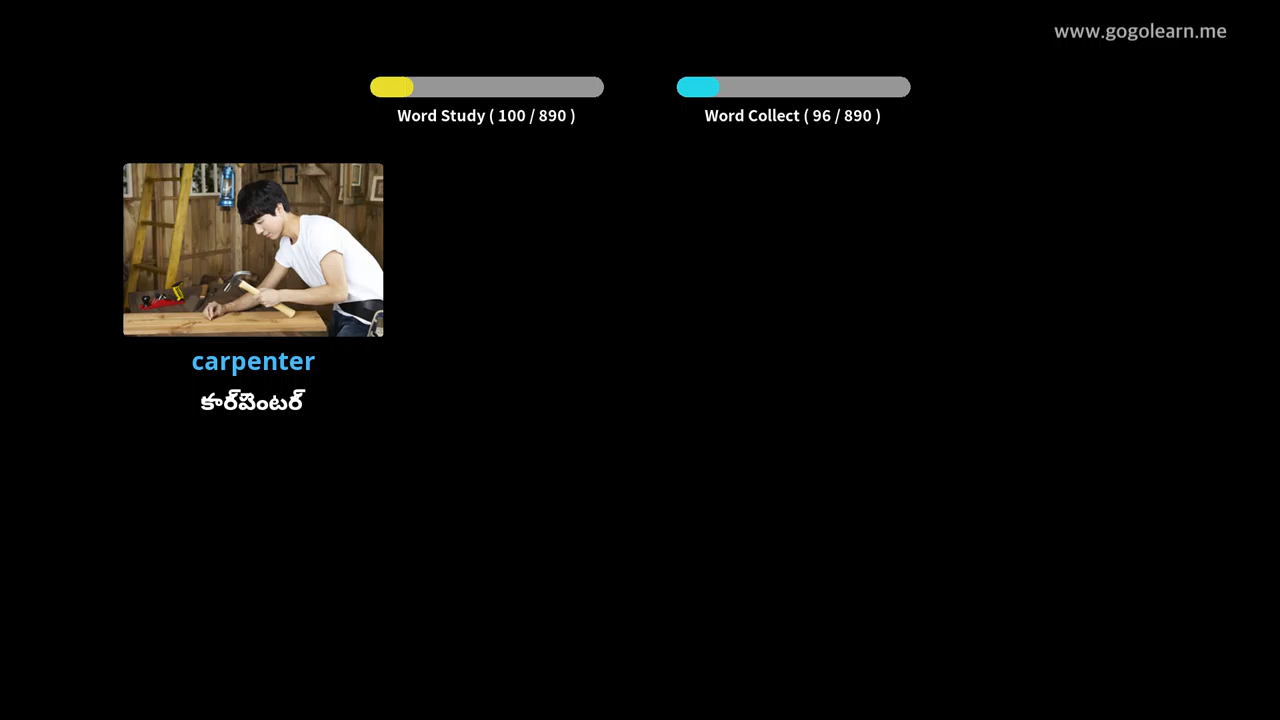 www.gogolearn.me
Word Study ( 100 / 890 )
Word Collect ( 96 / 890 )
carpenter
కార్పెంటర్